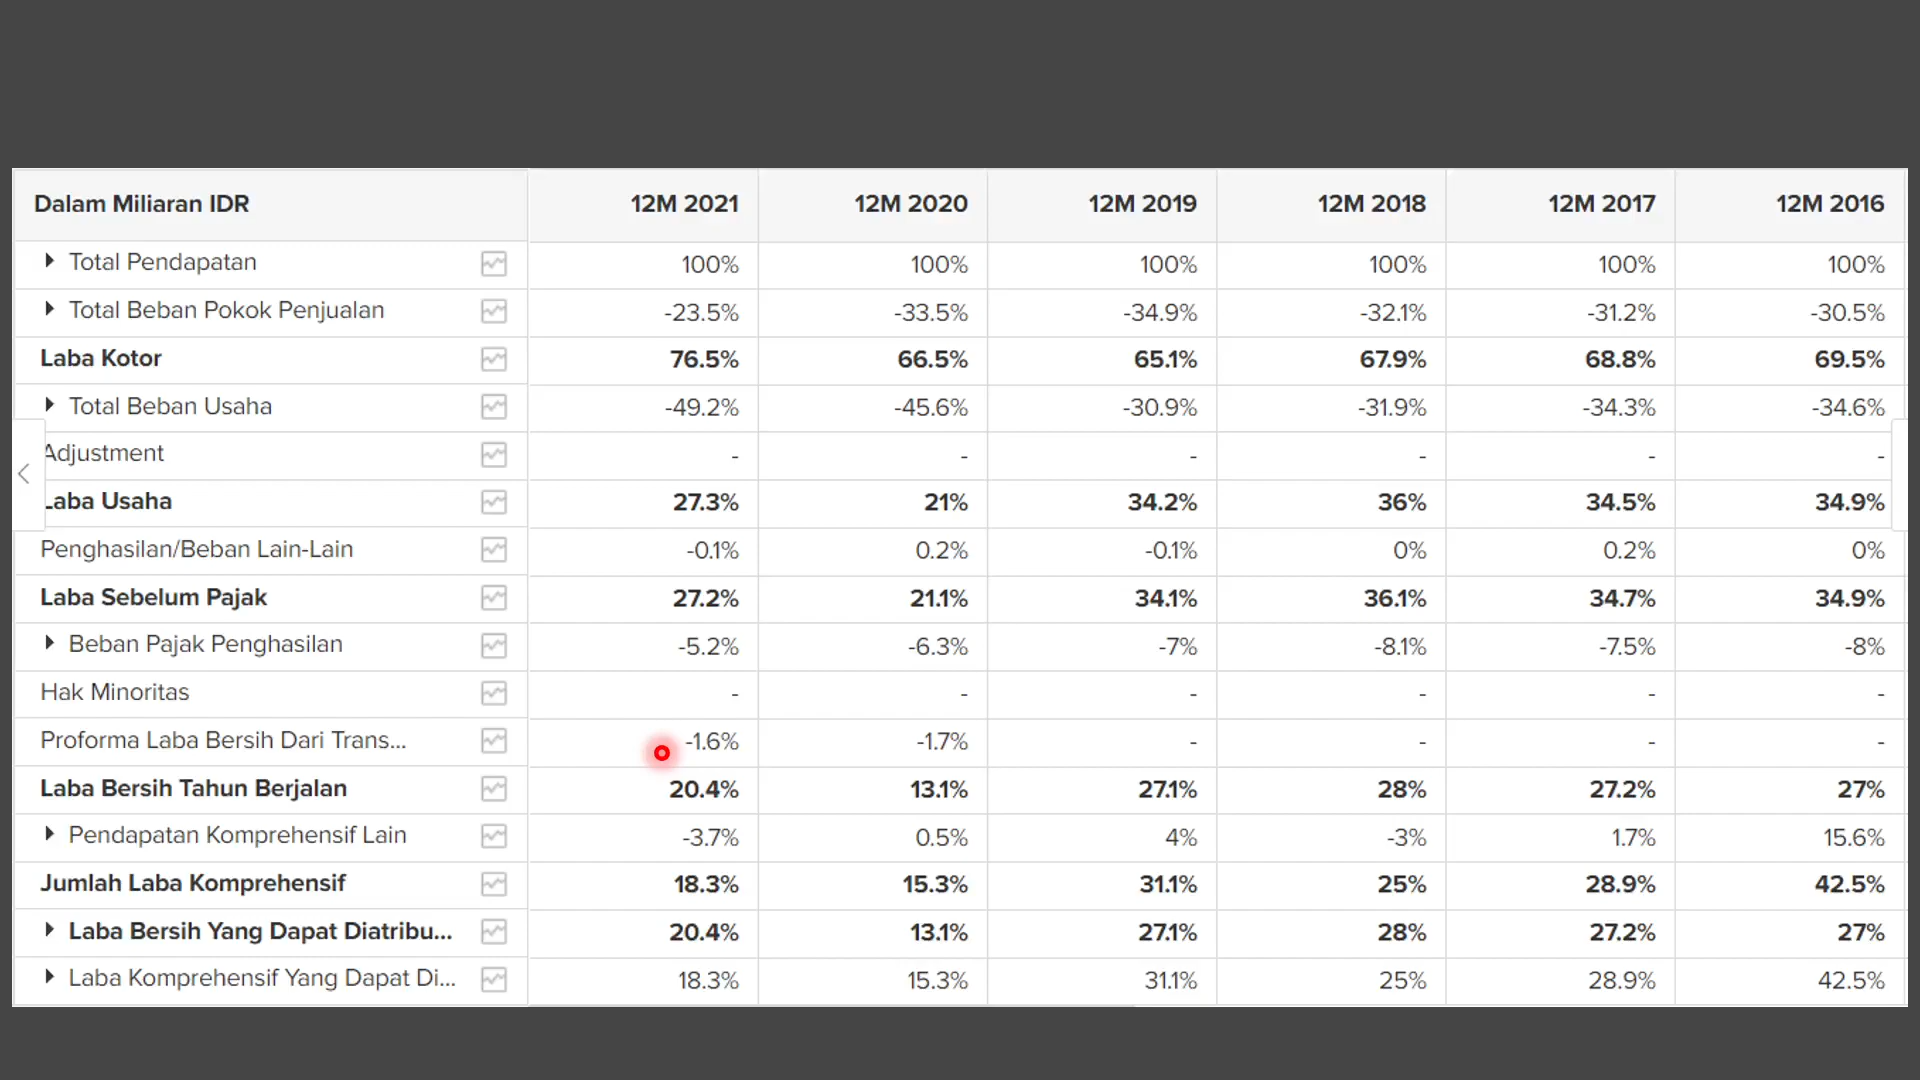 Dalam Miliaran IDR 12M 2021 12M 2020 12M 2019 12M 2018 12M 2017 12M 2016
Total Pendapatan 100% 100% 100% 100% 100% 100%
Total Beban Pokok Penjualan -23.5% -33.5% -34.9% -32.1% -31.2% -30.5%
Laba Kotor 76.5% 66.5% 65.1% 67.9% 68.8% 69.5%
Total Beban Usaha -49.2% -45.6% -30.9% -31.9% -34.3% -34.6%
Adjustment - - - - - -
Laba Usaha 27.3% 21% 34.2% 36% 34.5% 34.9%
Penghasilan/Beban Lain-Lain -0.1% 0.2% -0.1% 0% 0.2% 0%
Laba Sebelum Pajak 27.2% 21.1% 34.1% 36.1% 34.7% 34.9%
Beban Pajak Penghasilan -5.2% -6.3% -7% -8.1% -7.5% -8%
Hak Minoritas - - - - - -
Proforma Laba Bersih Dari Trans... -1.6% -1.7% - - - -
Laba Bersih Tahun Berjalan 20.4% 13.1% 27.1% 28% 27.2% 27%
Pendapatan Komprehensif Lain -3.7% 0.5% 4% -3% 1.7% 15.6%
Jumlah Laba Komprehensif 18.3% 15.3% 31.1% 25% 28.9% 42.5%
Laba Bersih Yang Dapat Diatribu... 20.4% 13.1% 27.1% 28% 27.2% 27%
Laba Komprehensif Yang Dapat Di... 18.3% 15.3% 31.1% 25% 28.9% 42.5%